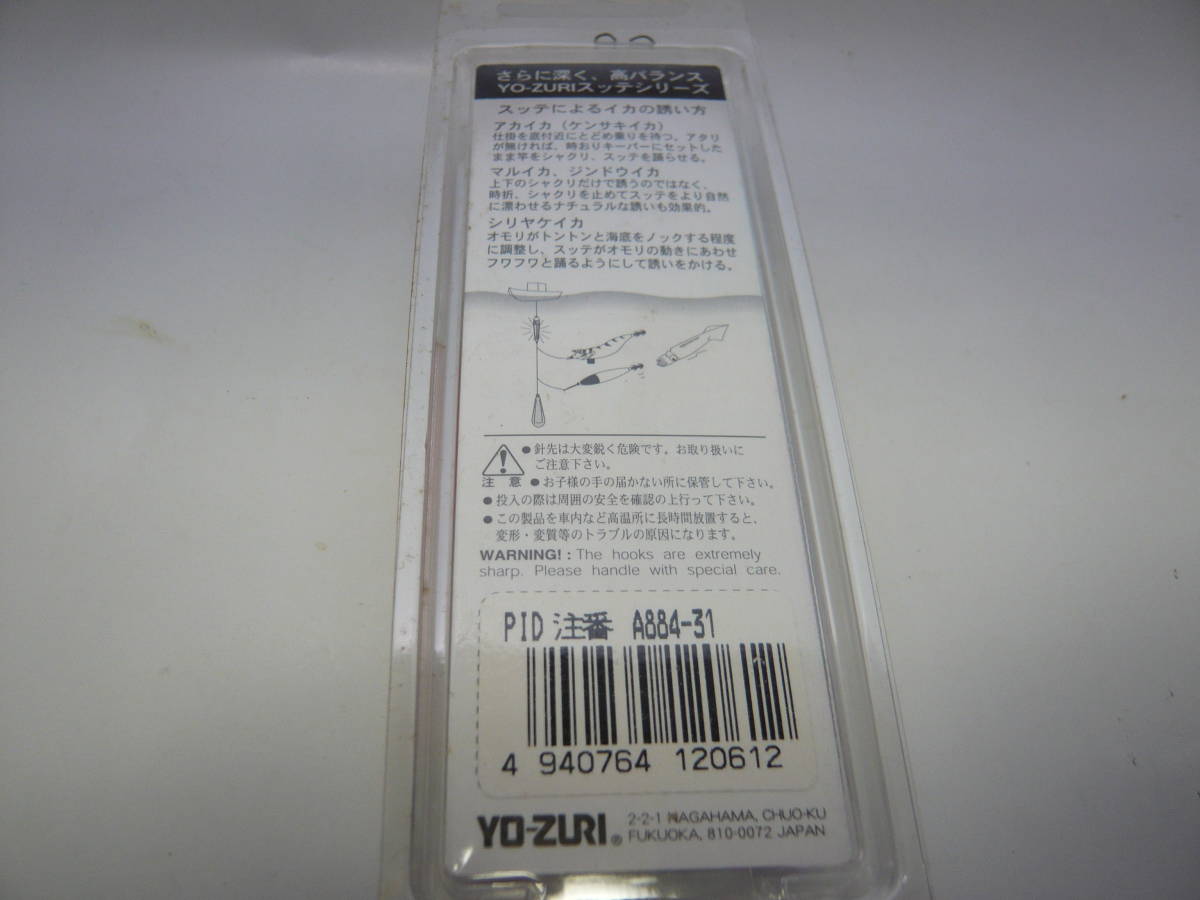 さらに深く、高バランス
YO-ZURIスッテシリーズ
スッテによるイカの誘い方
アカイカ（ケンサキイカ）
仕掛を底付近にとどめ乗りを待つ。アタリ
が無ければ、時おりキーパーにセットした
まま竿をシャクリ、スッテを踊らせる。
マルイカ、ジンドウイカ
上下のシャクリだけで誘うのではなく、
時折、シャクリを止めてスッテをより自然
に漂わせるナチュラルな誘いも効果的。
シリヤケイカ
オモリがトントンと海底をノックする程度
に調整し、スッテがオモリの動きにあわせ
フワフワと踊るようにして誘いをかける。
●針先は大変鋭く危険です。お取り扱いに
ご注意下さい。
注意 ●お子様の手の届かない所に保管して下さい。
●投入の際は周囲の安全を確認の上行って下さい。
●この製品を車内など高温所に長時間放置すると、
変形・変質等のトラブルの原因になります。
WARNING! : The hooks are extremely
sharp. Please handle with special care.
PID 注番 A884-31
4 940764 120612
YO-ZURI®
2-2-1 NAGAHAMA, CHUO-KU
FUKUOKA, 810-0072 JAPAN